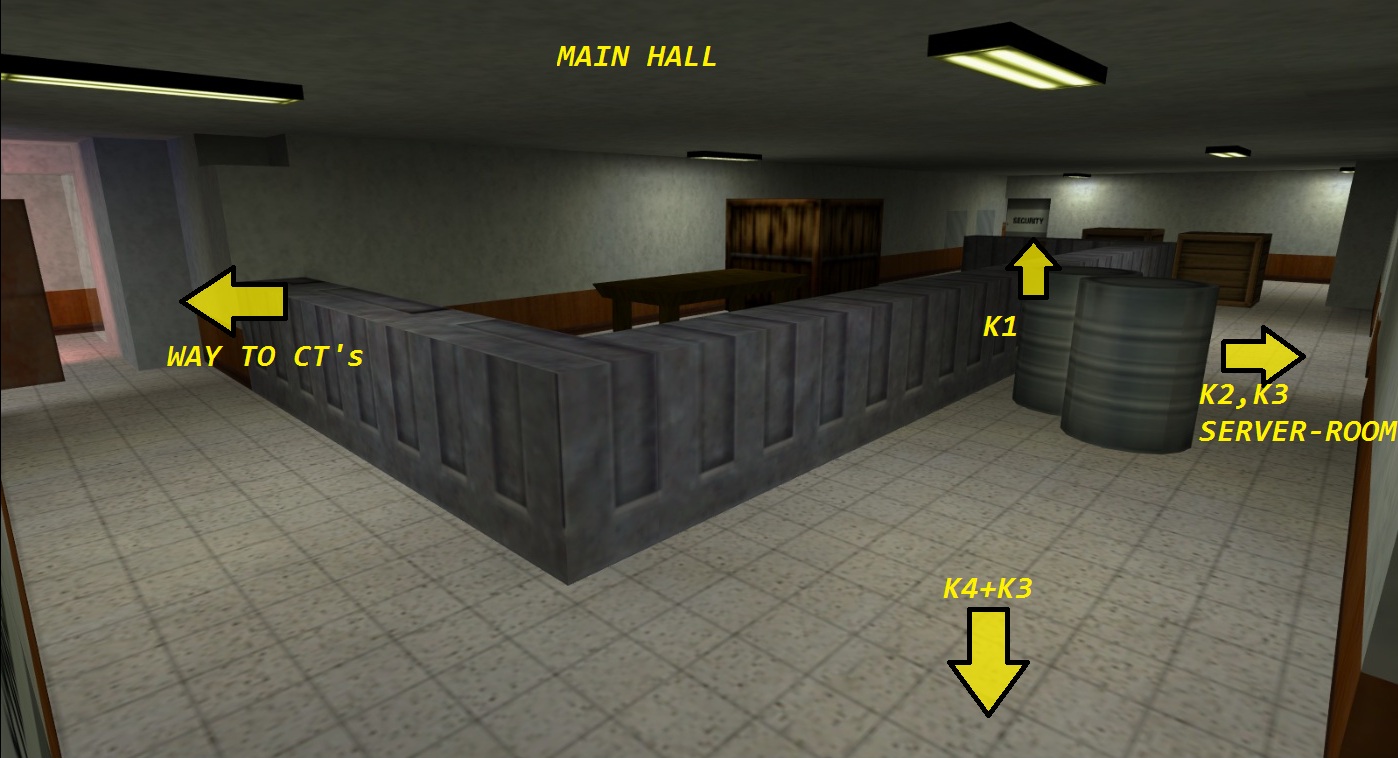 MAIN HALL
SECURITY
K1
WAY TO CT's
K2,K3
SERVER-ROOM
K4+K3